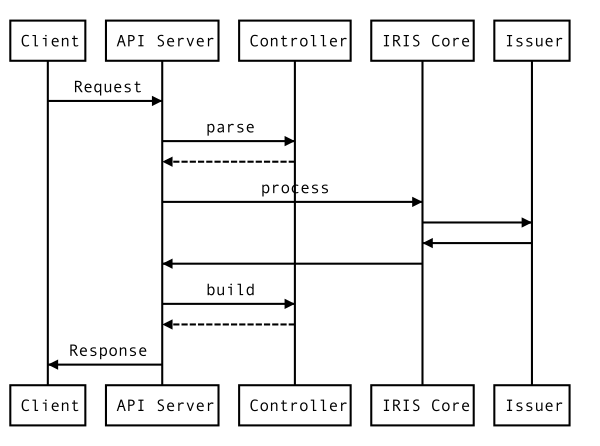 Client API Server Controller IRIS Core Issuer
Request
parse
process
build
Response
Client API Server Controller IRIS Core Issuer